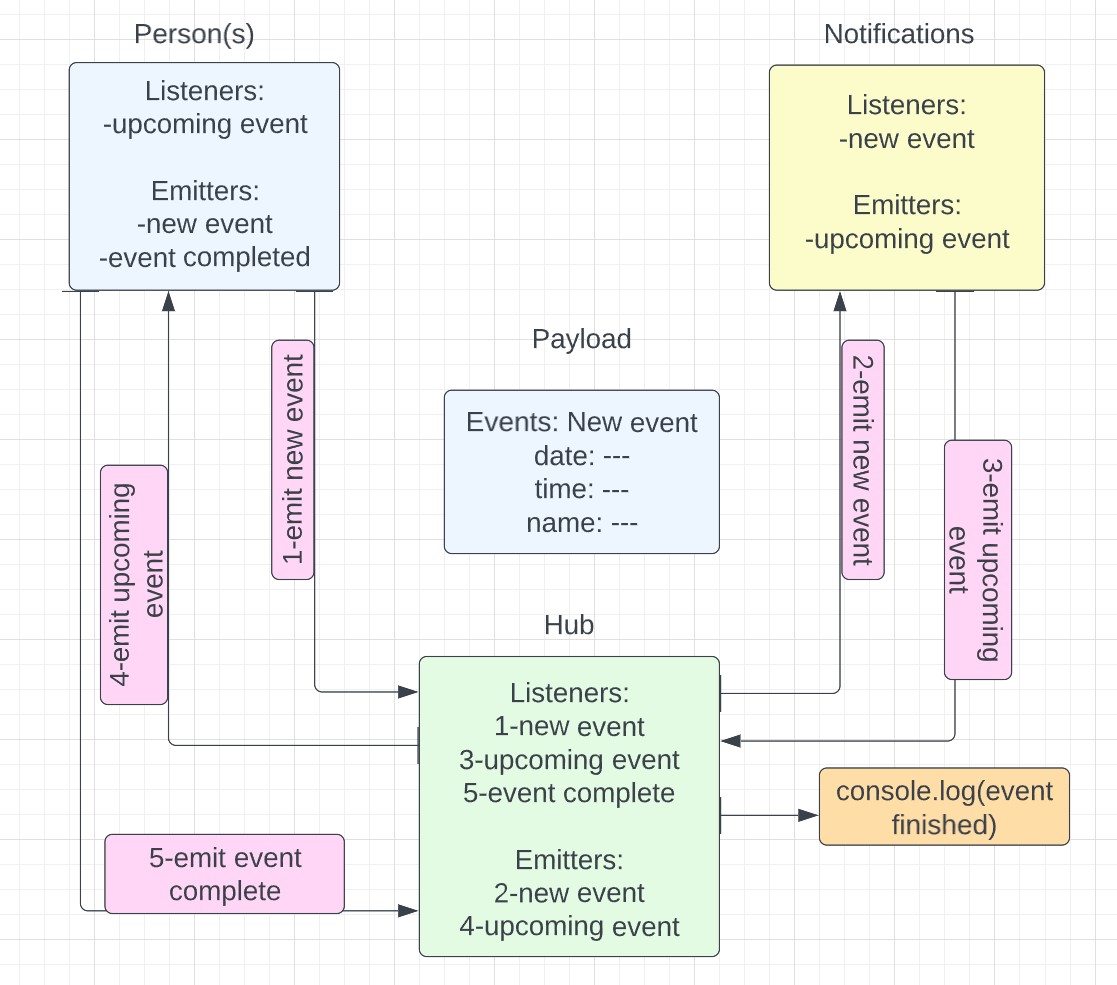 Person(s)
Listeners:
-upcoming event
Emitters:
-new event
-event completed
Notifications
Listeners:
-new event
Emitters:
-upcoming event
1-emit new event
4-emit upcoming
event
Payload
Events: New event
date: ---
time: ---
name: ---
2-emit new event
3-emit upcoming
event
Hub
Listeners:
1-new event
3-upcoming event
5-event complete
Emitters:
2-new event
4-upcoming event
console.log(event
finished)
5-emit event
complete